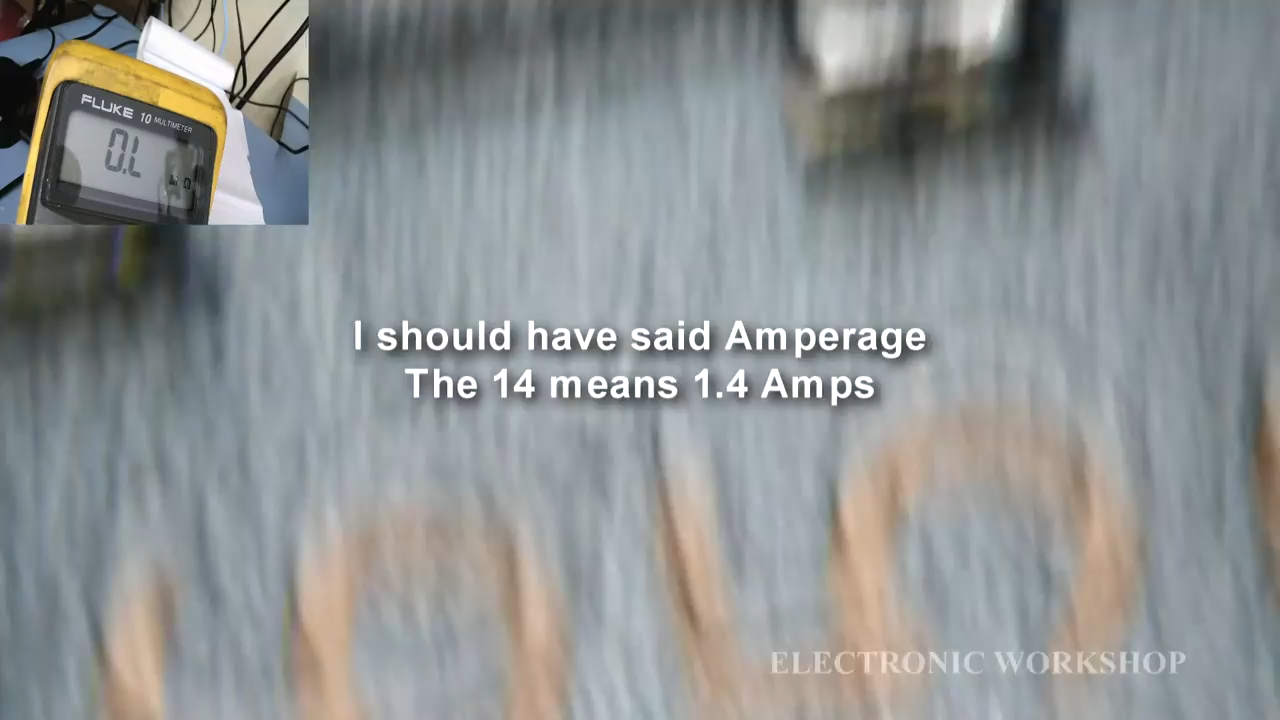 FLUKE 10 MULTIMETER
0.L
I should have said Amperage
The 14 means 1.4 Amps
ELECTRONIC WORKSHOP